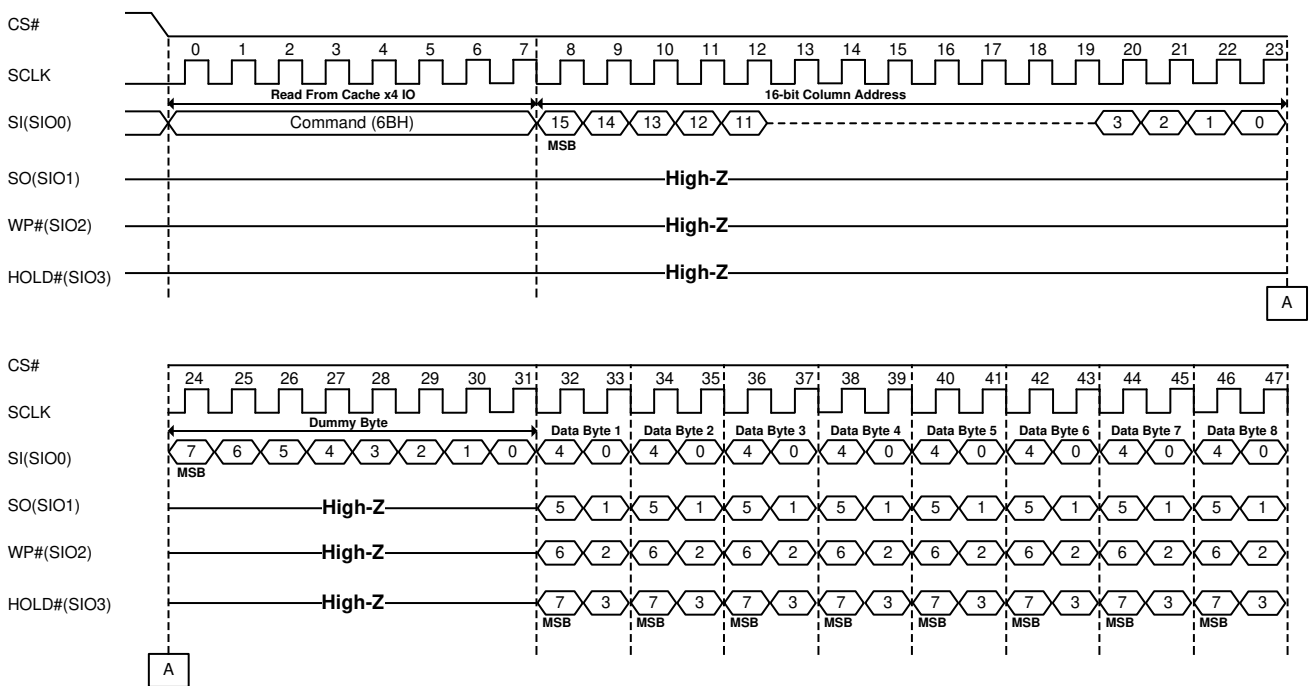 CS#
0 1 2 3 4 5 6 7 8 9 10 11 12 13 14 15 16 17 18 19 20 21 22 23
SCLK
Read From Cache x4 IO 16-bit Column Address
SI(SIO0) Command (6BH) 15 14 13 12 11 3 2 1 0
MSB
SO(SIO1) High-Z
WP#(SIO2) High-Z
HOLD#(SIO3) High-Z
A
CS#
24 25 26 27 28 29 30 31 32 33 34 35 36 37 38 39 40 41 42 43 44 45 46 47
SCLK
Dummy Byte Data Byte 1 Data Byte 2 Data Byte 3 Data Byte 4 Data Byte 5 Data Byte 6 Data Byte 7 Data Byte 8
SI(SIO0) 7 6 5 4 3 2 1 0 4 0 4 0 4 0 4 0 4 0 4 0 4 0 4 0
MSB
SO(SIO1) High-Z 5 1 5 1 5 1 5 1 5 1 5 1 5 1 5 1
WP#(SIO2) High-Z 6 2 6 2 6 2 6 2 6 2 6 2 6 2 6 2
HOLD#(SIO3) High-Z 7 3 7 3 7 3 7 3 7 3 7 3 7 3 7 3
MSB MSB MSB MSB MSB MSB MSB MSB
A